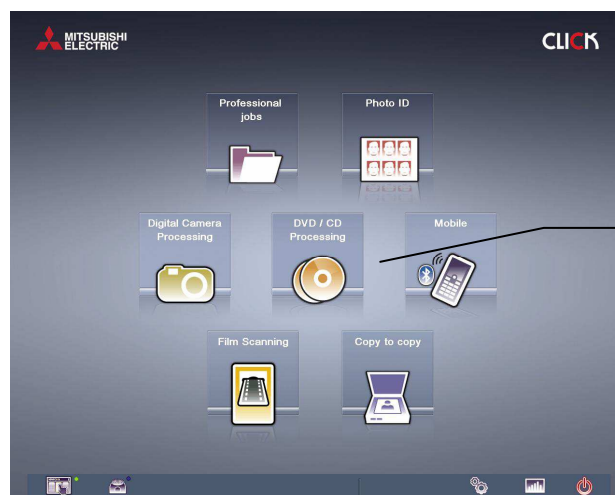 MITSUBISHI
ELECTRIC
CLICK
Professional
jobs
Photo ID
Digital Camera
Processing
DVD / CD
Processing
Mobile
Film Scanning
Copy to copy